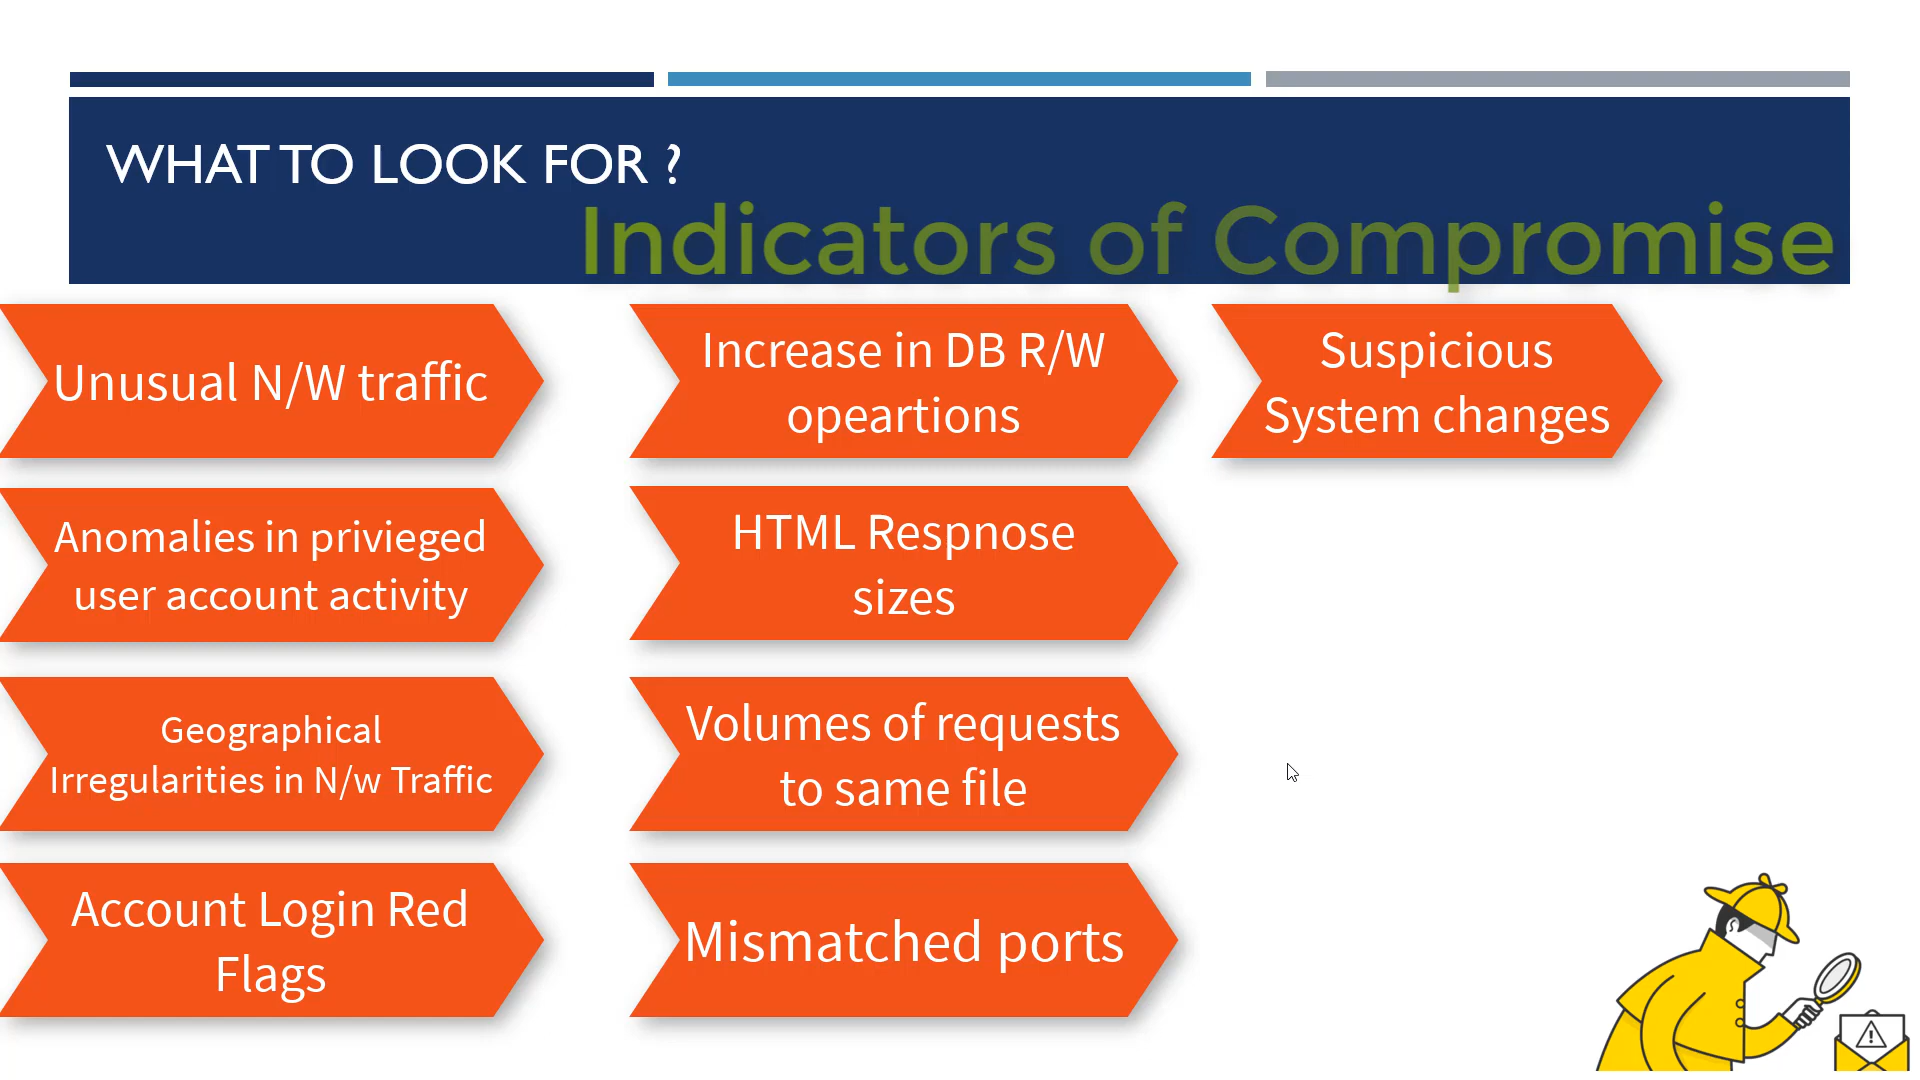 WHAT TO LOOK FOR ?
Indicators of Compromise
Unusual N/W traffic
Anomalies in privieged
user account activity
Geographical
Irregularities in N/w Traffic
Account Login Red
Flags
Increase in DB R/W
opeartions
HTML Respnose
sizes
Volumes of requests
to same file
Mismatched ports
Suspicious
System changes